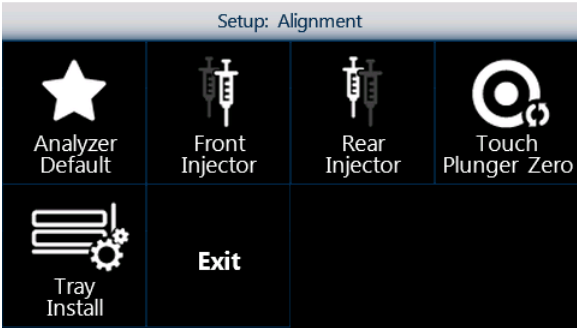 Setup: Alignment
Analyzer
Default
Front
Injector
Rear
Injector
Touch
Plunger Zero
Tray
Install
Exit